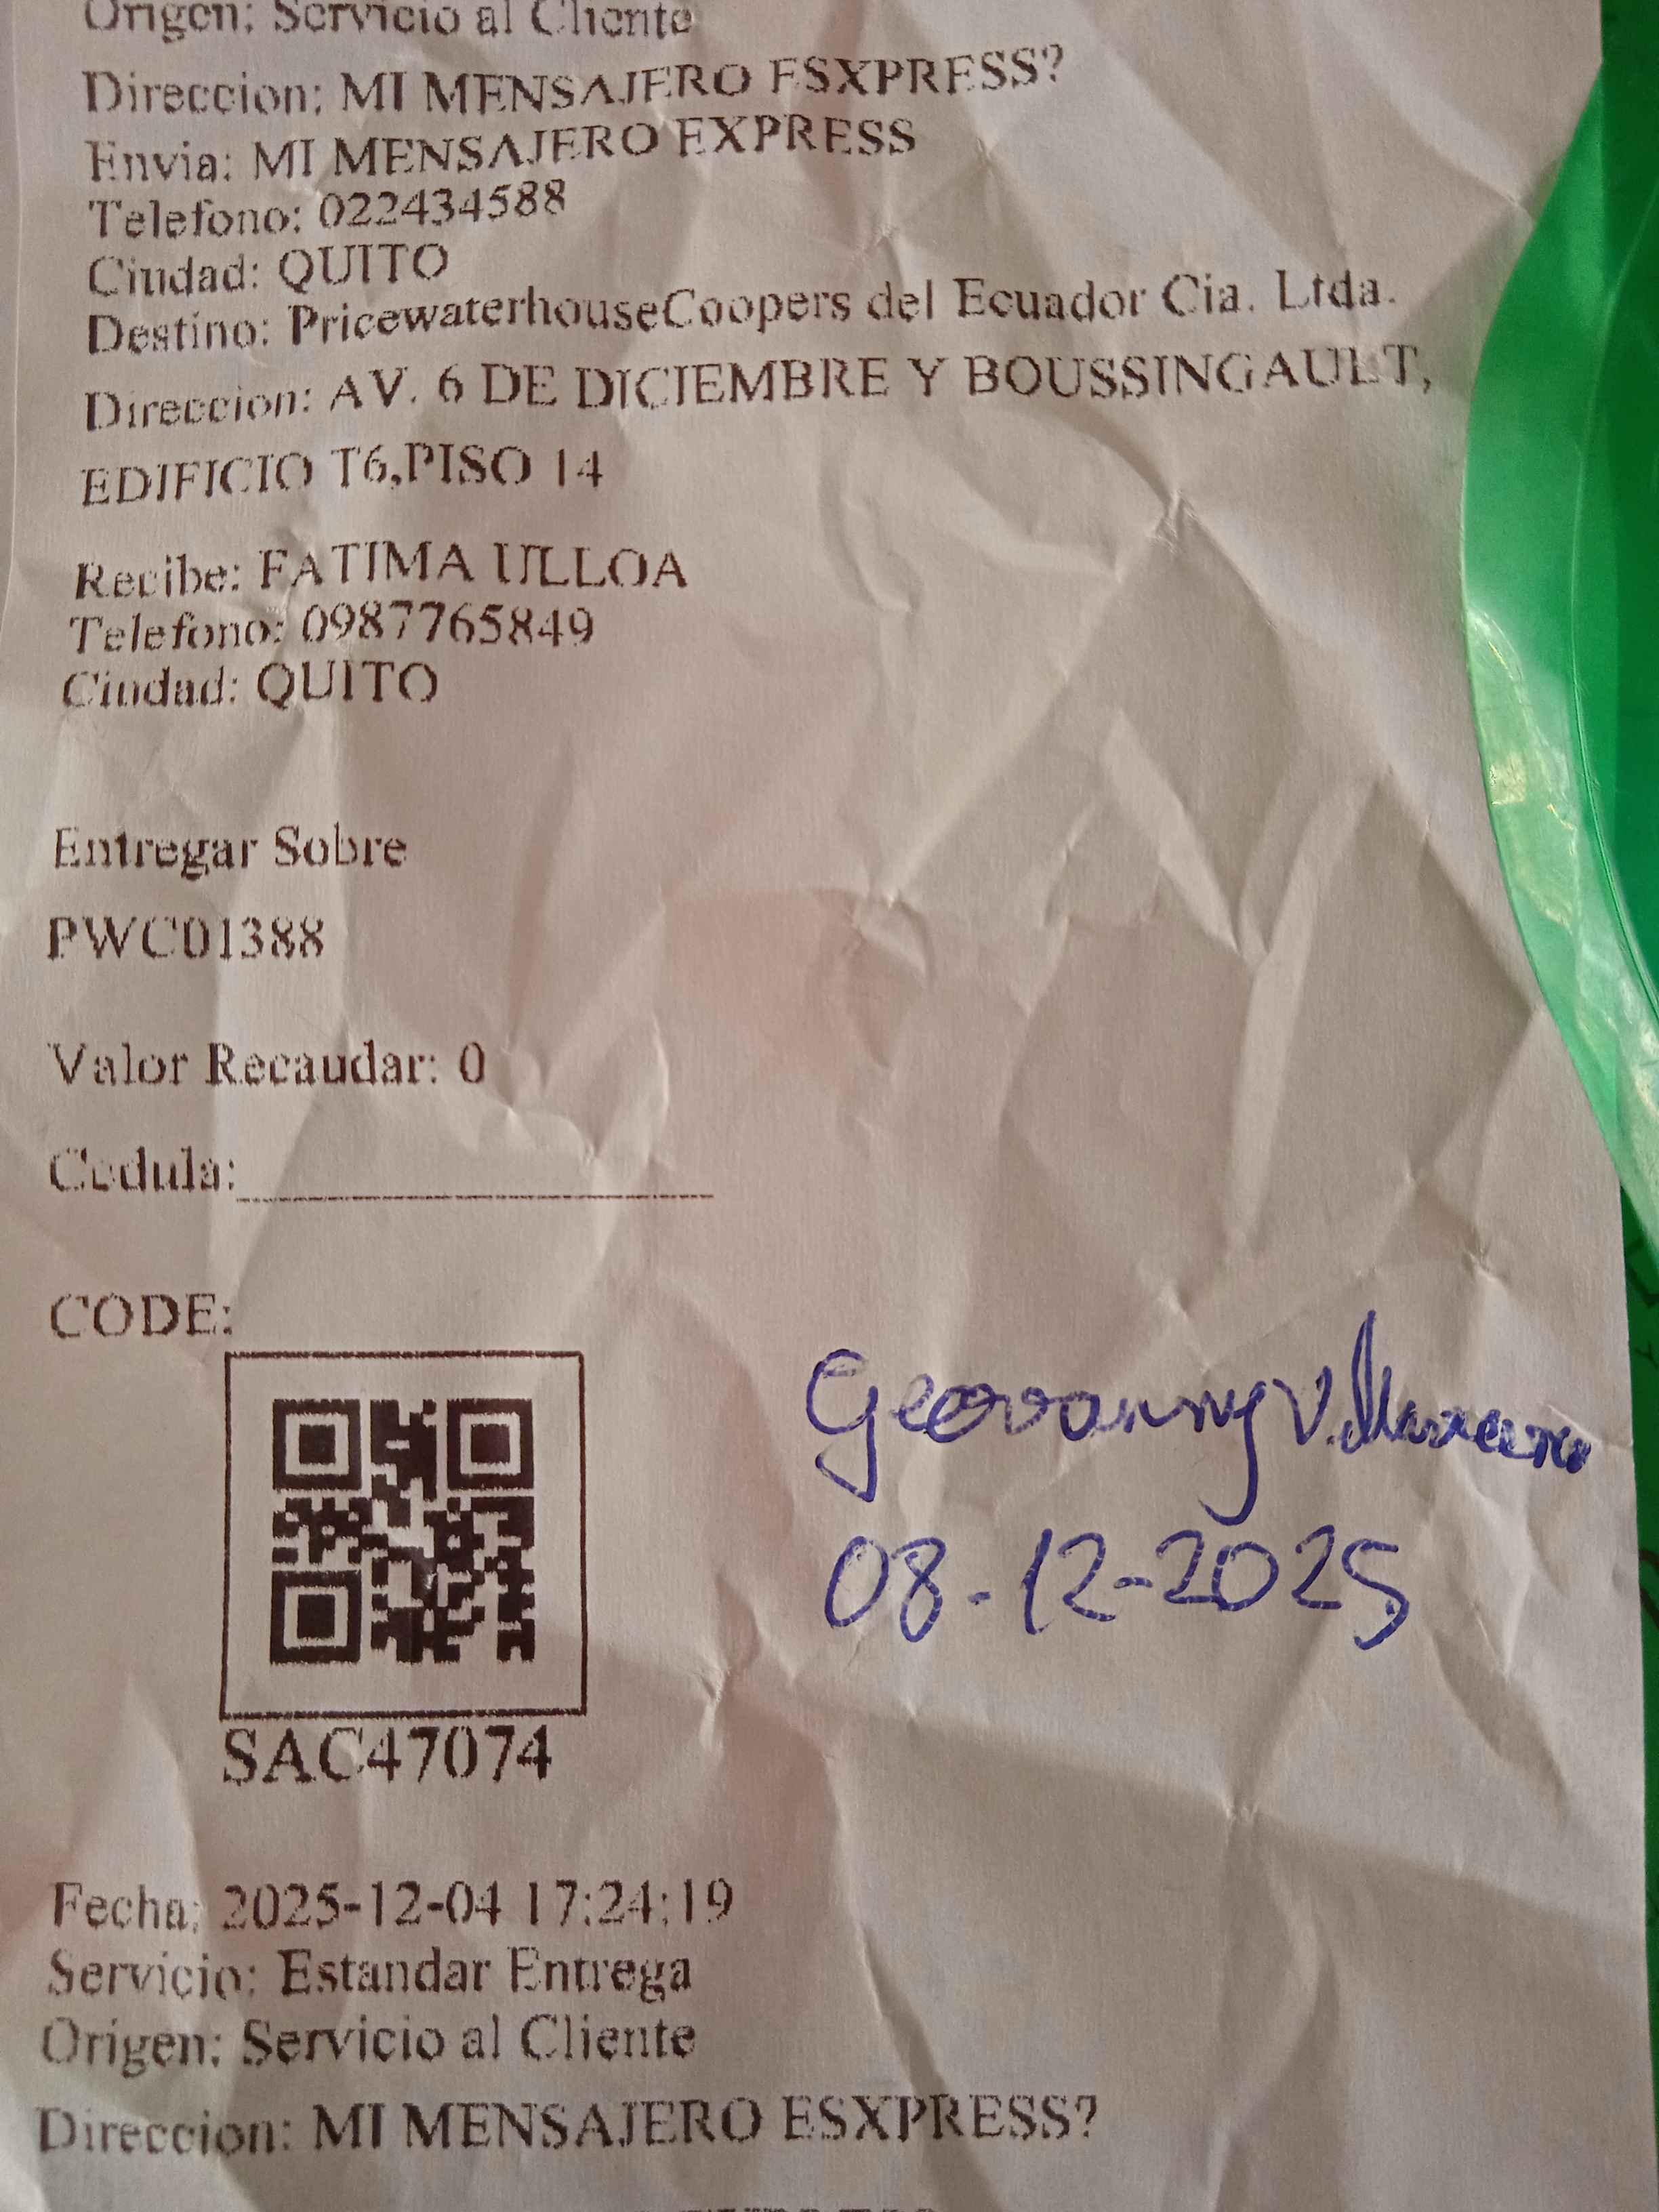 Origen: Servicio al Cliente
Direccion: MI MENSAJERO ESXPRESS?
Envia: MI MENSAJERO EXPRESS
Telefono: 022434588
Ciudad: QUITO
Destino: PricewaterhouseCoopers del Ecuador Cia. Ltda.
Direccion: AV. 6 DE DICIEMBRE Y BOUSSINGAULT,
EDIFICIO T6,PISO 14
Recibe: FATIMA ULLOA
Telefono: 0987765849
Ciudad: QUITO
Entregar Sobre
PWC01388
Valor Recaudar: 0
Cedula:
CODE:
Geovanny
08-12-2025
SAC47074
Fecha: 2025-12-04 17:24:19
Servicio: Estandar Entrega
Origen: Servicio al Cliente
Direccion: MI MENSAJERO ESXPRESS?